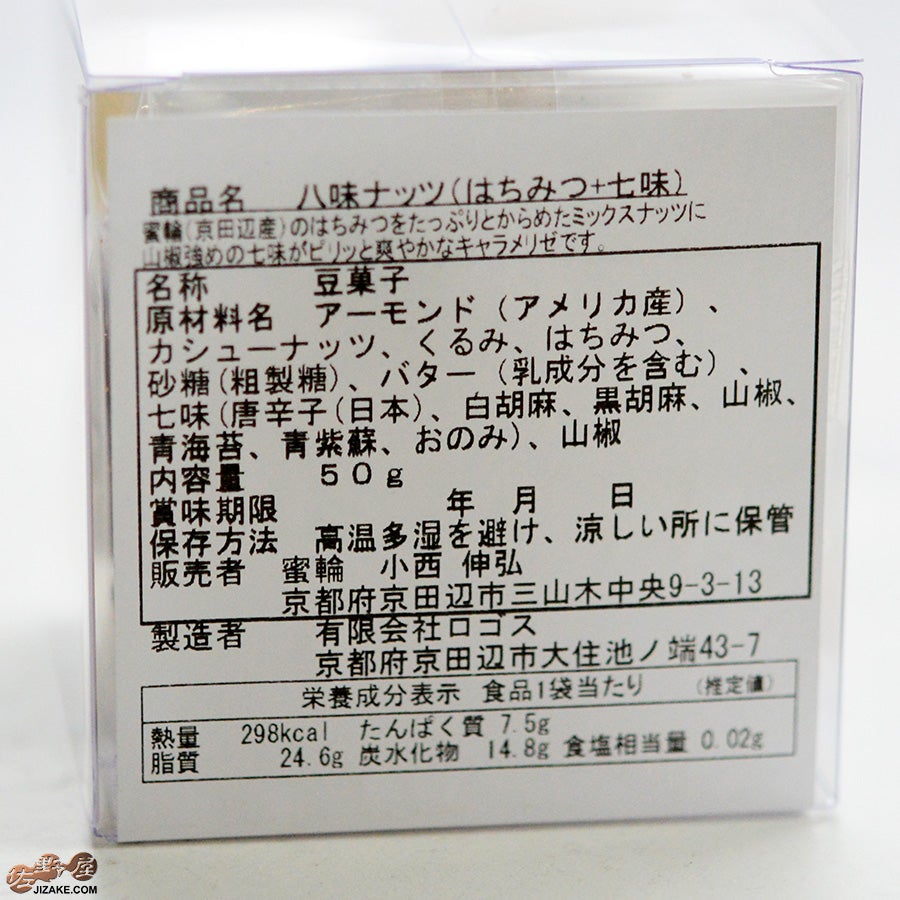 商品名 八味ナッツ(はちみつ+七味)
蜜輪(京田辺産)のはちみつをたっぷりとからめたミックスナッツに
山椒強めの七味がピリッと爽やかなキャラメリゼです。
名称 豆菓子
原材料名 アーモンド(アメリカ産)、
カシューナッツ、くるみ、はちみつ、
砂糖(粗製糖)、バター(乳成分を含む)、
七味(唐辛子(日本)、白胡麻、黒胡麻、山椒、
青海苔、青紫蘇、おのみ)、山椒
内容量 50g
賞味期限 年 月 日
保存方法 高温多湿を避け、涼しい所に保管
販売者 蜜輪 小西 伸弘
京都府京田辺市三山木中央9-3-13
製造者 有限会社ロゴス
京都府京田辺市大住池ノ端43-7
栄養成分表示 食品1袋当たり (推定値)
熱量 298kcal たんぱく質 7.5g
脂質 24.6g 炭水化物 14.8g 食塩相当量 0.02g
佐野屋
JIZAKE.COM